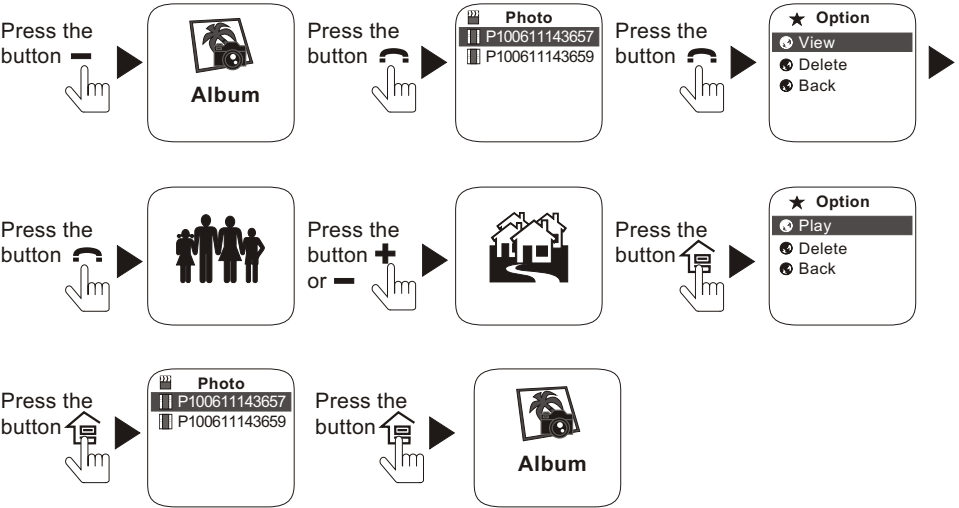 Press the
button
Album
Press the
button
Photo
P100611143657
P100611143659
Press the
button
Option
View
Delete
Back
Press the
button
Press the
button +
or -
Press the
button
Option
Play
Delete
Back
Press the
button
Photo
P100611143657
P100611143659
Press the
button
Album